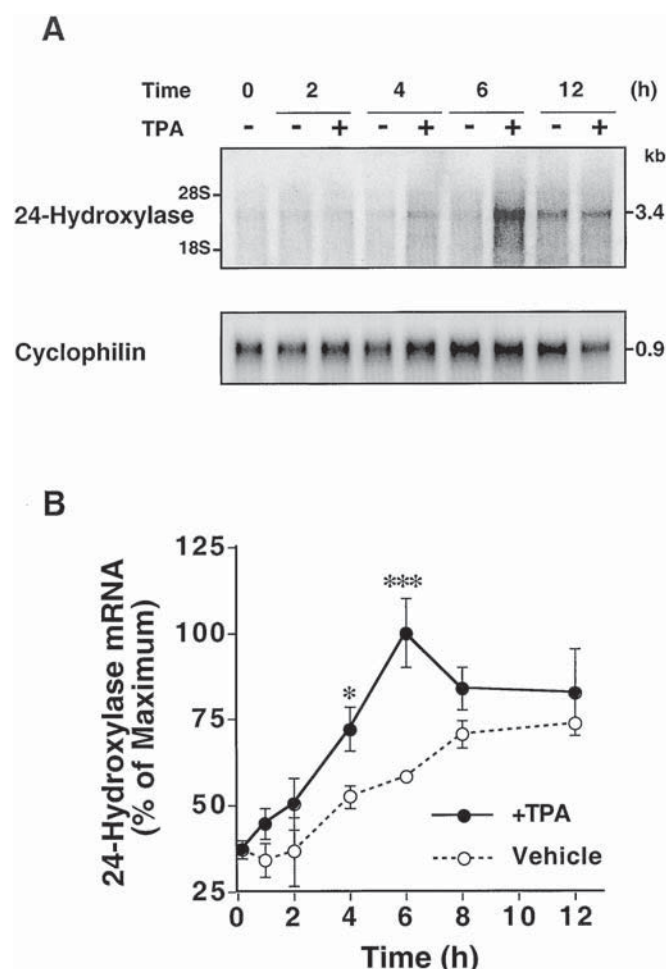 A
Time 0 2 4 6 12 (h)
TPA - - + - + - + - +
kb
28S
24-Hydroxylase 3.4
18S
Cyclophilin 0.9
B
24-Hydroxylase mRNA
(% of Maximum)
125
100
75
50
25
***
*
+TPA
Vehicle
0 2 4 6 8 10 12
Time (h)